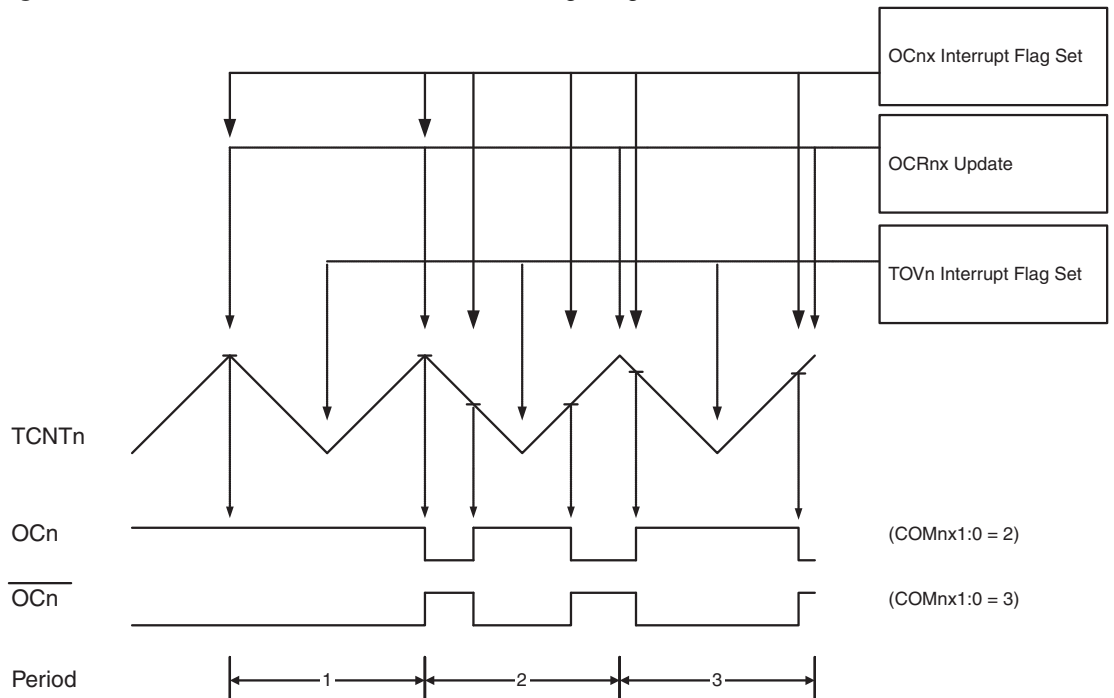 OCnx Interrupt Flag Set
OCRnx Update
TOVn Interrupt Flag Set
TCNTn
OCn
(COMnx1:0 = 2)
OCn
(COMnx1:0 = 3)
Period
1
2
3